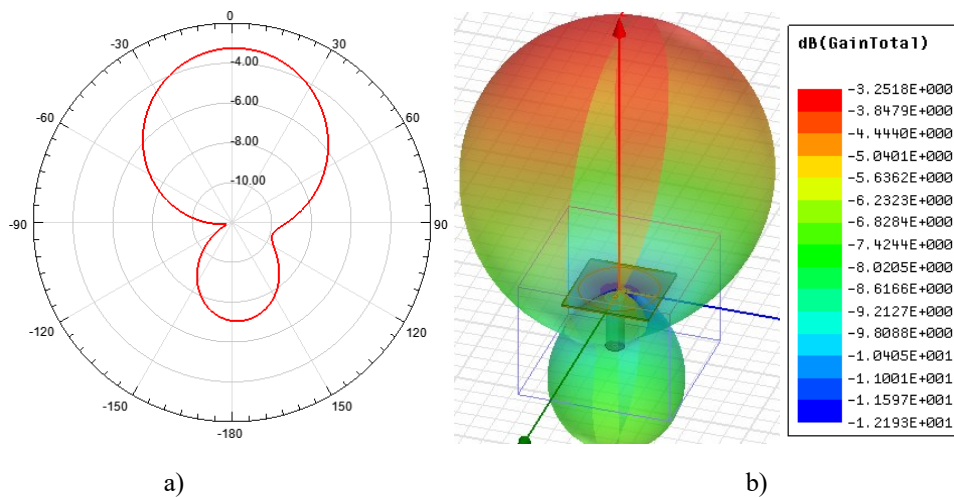 0
-30
30
-4.00
-60
60
-6.00
-8.00
-10.00
-90
90
-120
120
-150
150
-180
dB(GainTotal)
-3.2518E+000
-3.8479E+000
-4.4440E+000
-5.0401E+000
-5.6362E+000
-6.2323E+000
-6.8284E+000
-7.4244E+000
-8.0205E+000
-8.6166E+000
-9.2127E+000
-9.8088E+000
-1.0405E+001
-1.1001E+001
-1.1597E+001
-1.2193E+001
a) b)